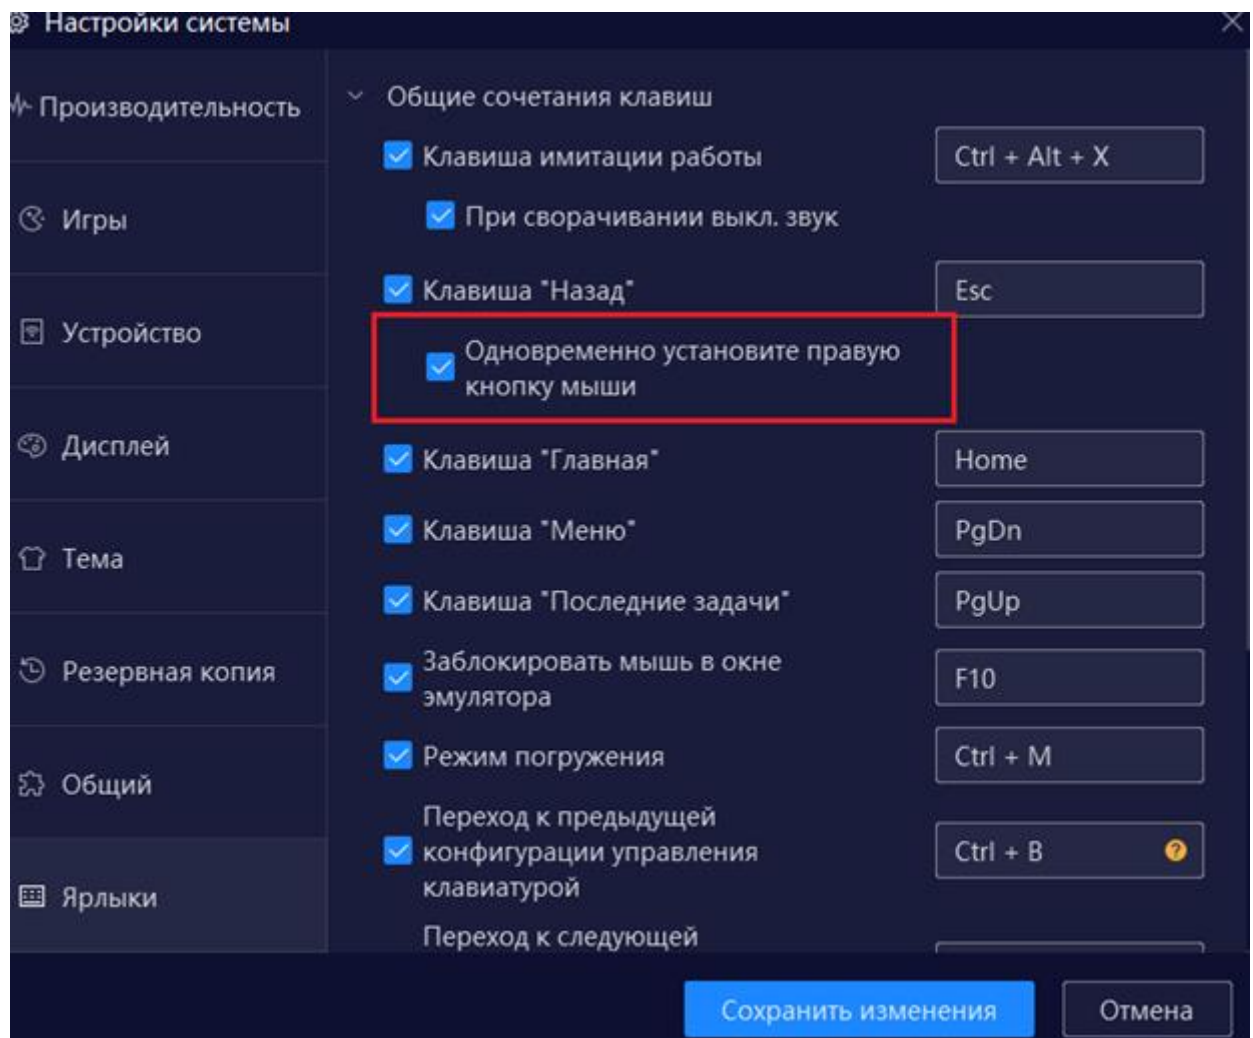 Настройки системы
Производительность
Игры
Устройство
Дисплей
Тема
Резервная копия
Общий
Ярлыки
Общие сочетания клавиш
Клавиша имитации работы
Ctrl + Alt + X
При сворачивании выкл. звук
Клавиша "Назад"
Esc
Одновременно установите правую
кнопку мыши
Клавиша "Главная"
Home
Клавиша "Меню"
PgDn
Клавиша "Последние задачи"
PgUp
Заблокировать мышь в окне
эмулятора
F10
Режим погружения
Ctrl + M
Переход к предыдущей
конфигурации управления
клавиатурой
Ctrl + B
?
Переход к следующей
Сохранить изменения
Отмена